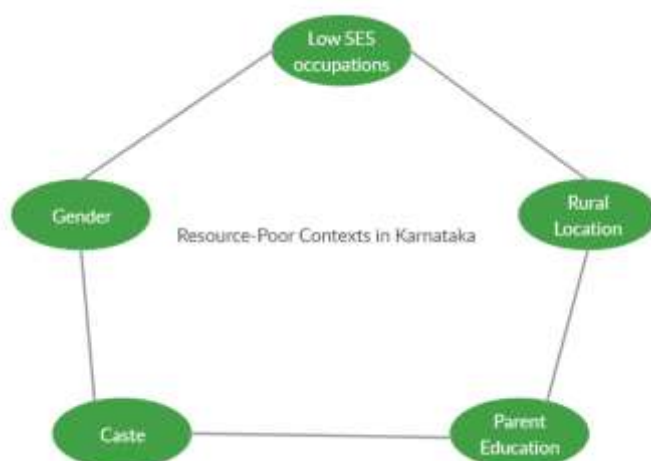 Low SES
occupations
Gender
Rural
Location
Resource-Poor Contexts in Karnataka
Caste
Parent
Education